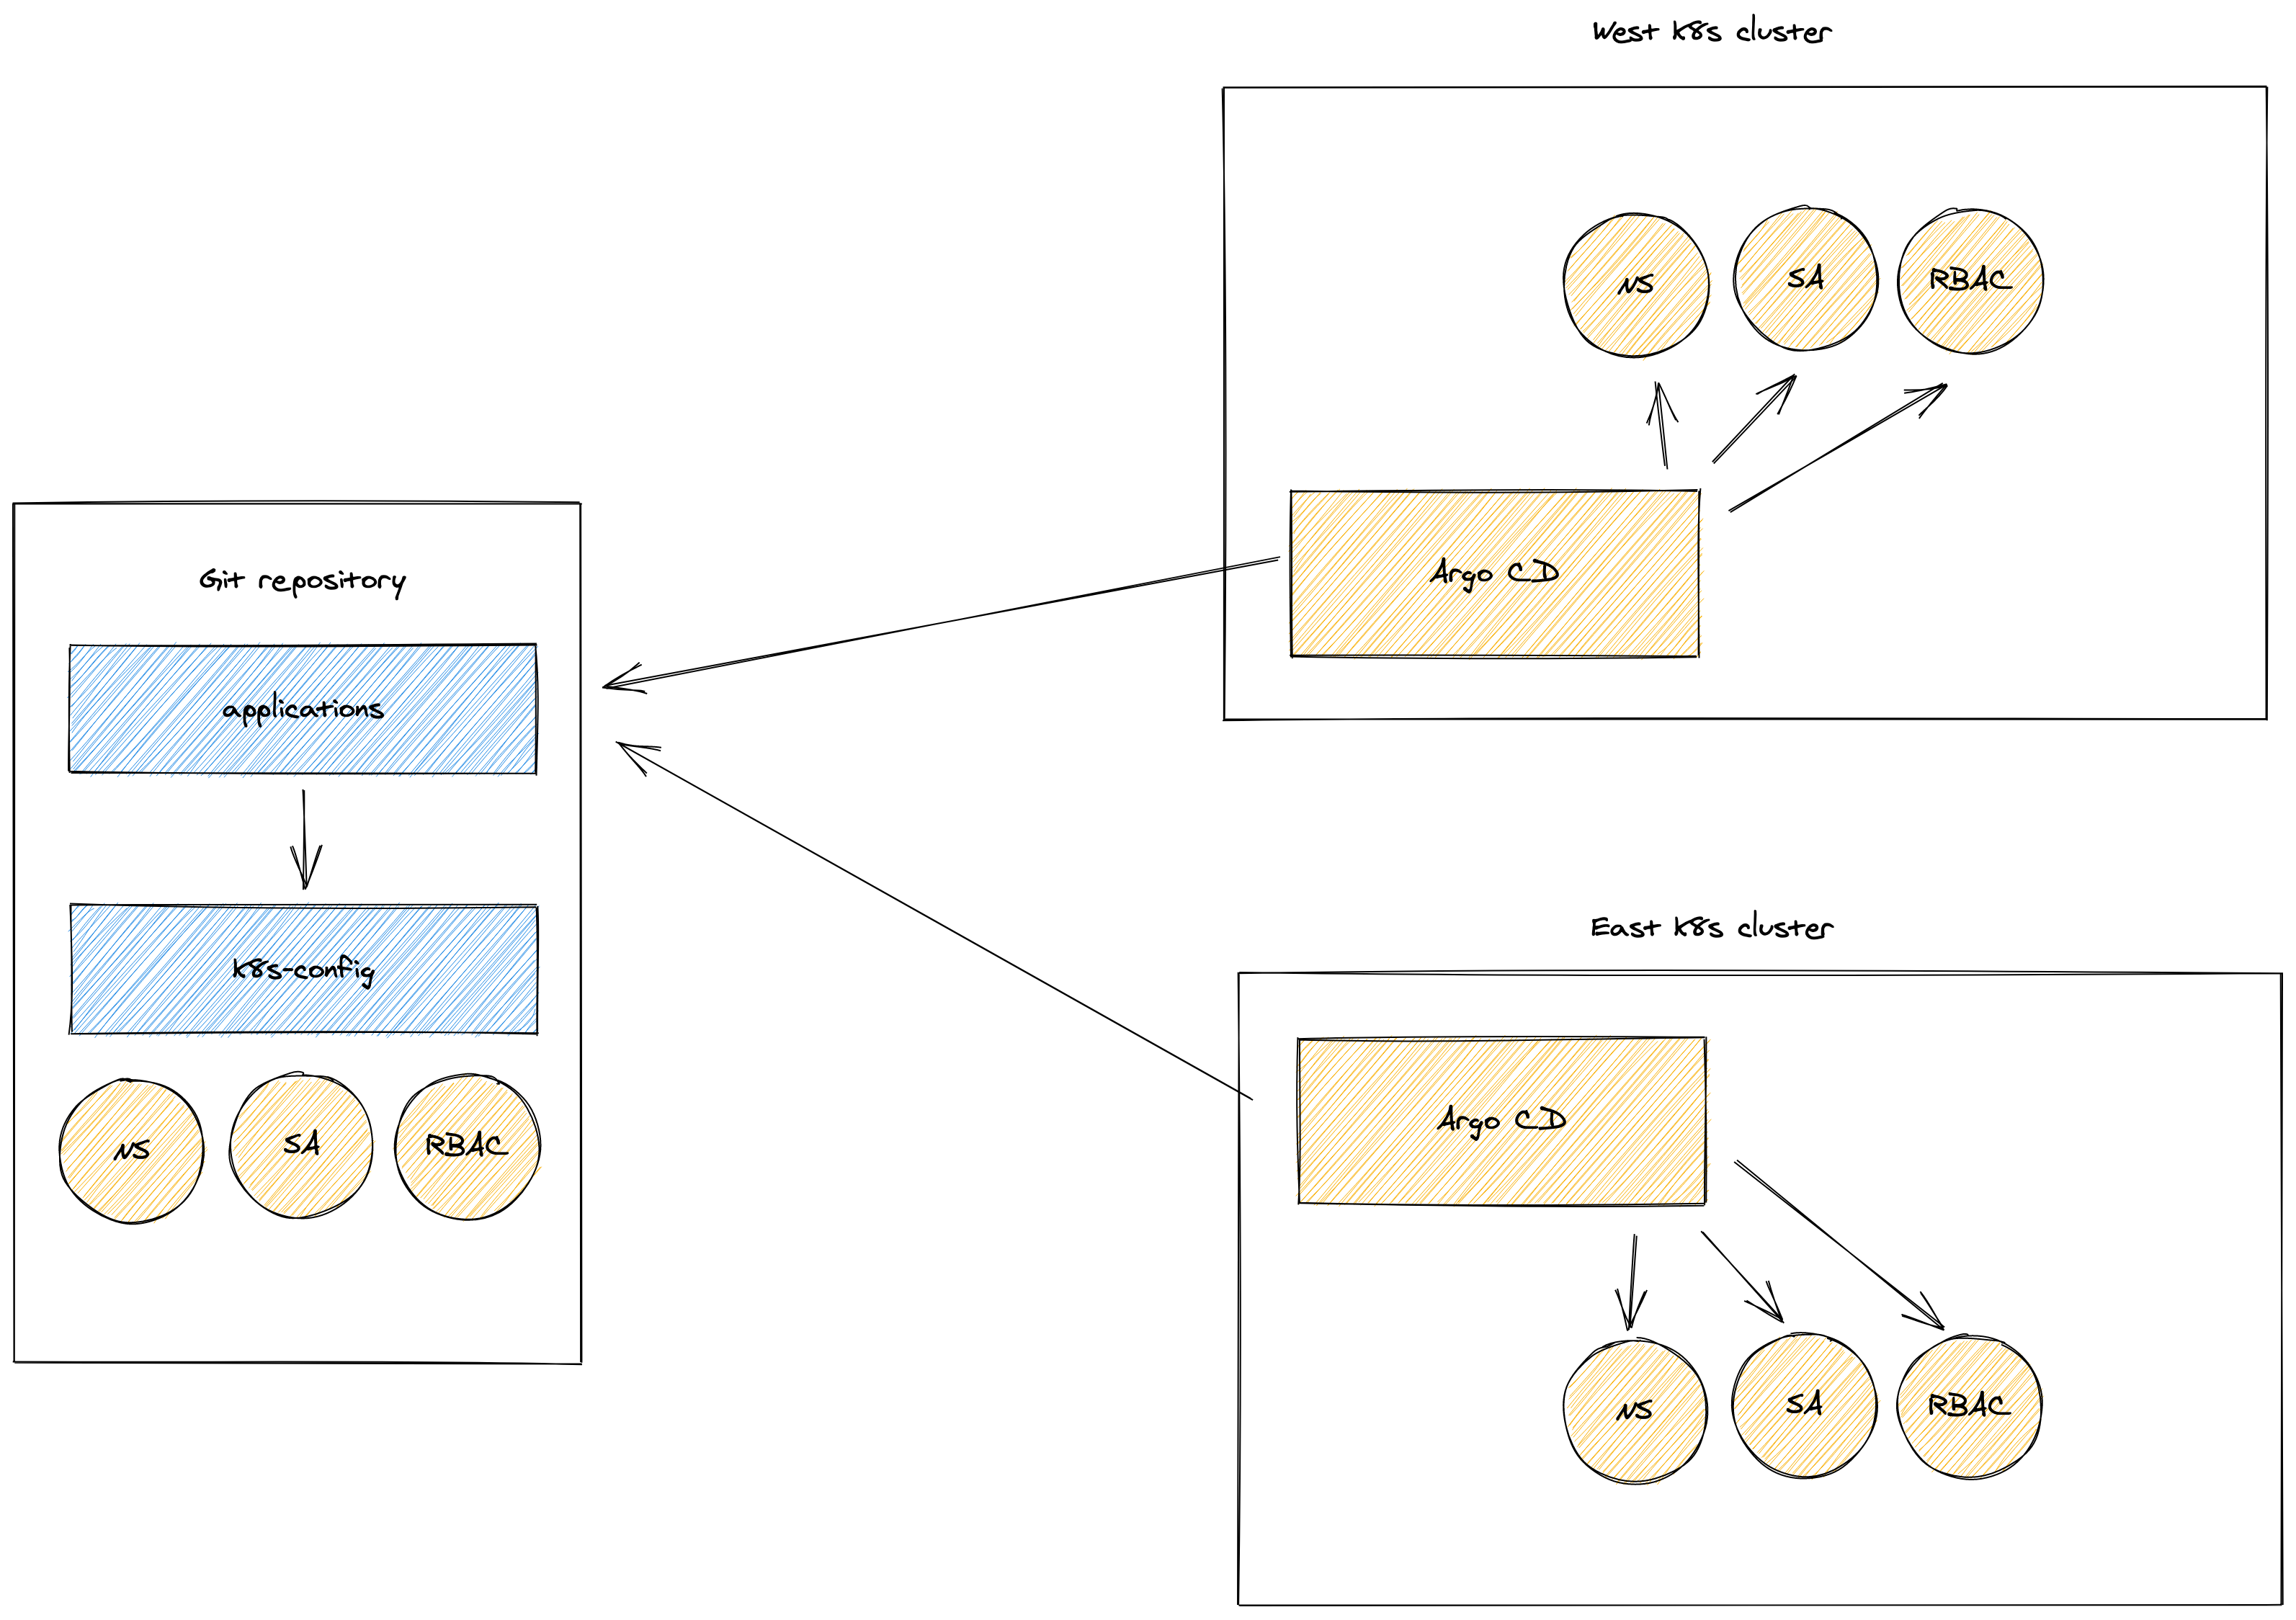 West K8s cluster
NS
SA
RBAC
Argo CD
Git repository
applications
K8s-config
NS
SA
RBAC
East K8s cluster
Argo CD
NS
SA
RBAC